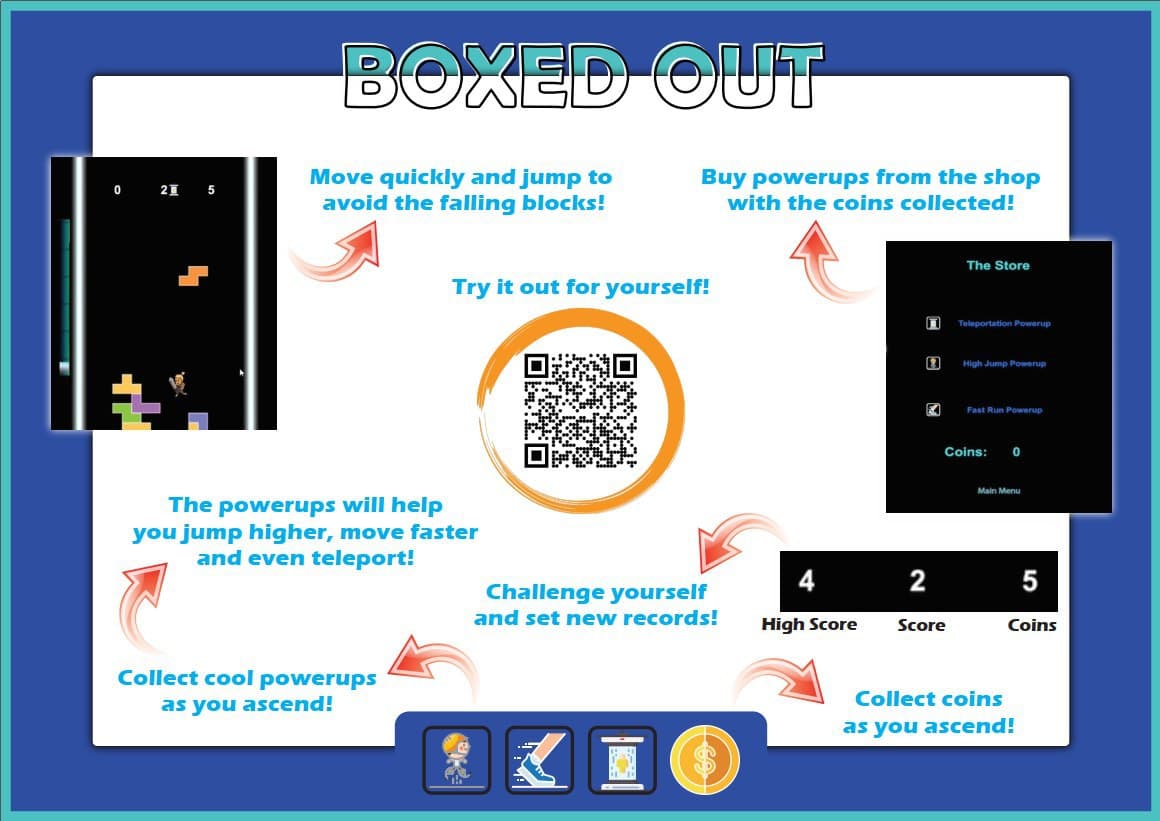 BOXED OUT
0 2 5
Move quickly and jump to
avoid the falling blocks!
Buy powerups from the shop
with the coins collected!
Try it out for yourself!
The Store
Teleportation Powerup
High Jump Powerup
Fast Run Powerup
Coins: 0
Main Menu
The powerups will help
you jump higher, move faster
and even teleport!
Challenge yourself
and set new records!
4 2 5
High Score Score Coins
Collect cool powerups
as you ascend!
Collect coins
as you ascend!
$